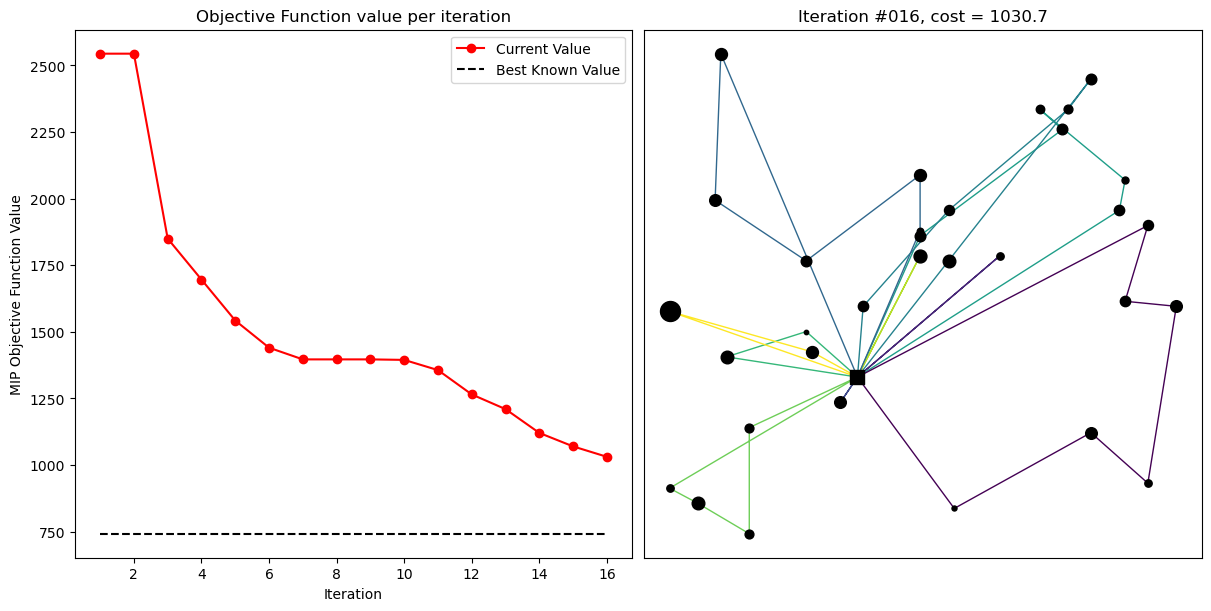 Objective Function value per iteration
Current Value
Best Known Value
2500
2250
2000
1750
1500
1250
1000
750
MIP Objective Function Value
2 4 6 8 10 12 14 16
Iteration
Iteration #016, cost = 1030.7